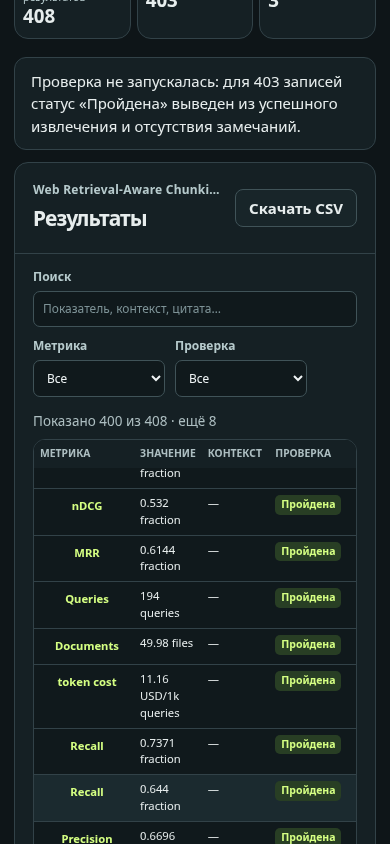 408
403
3
Проверка не запускалась: для 403 записей
статус «Пройдена» выведен из успешного
извлечения и отсутствия замечаний.
Web Retrieval-Aware Chunki...
Результаты
Скачать CSV
Поиск
Показатель, контекст, цитата...
Метрика
Проверка
Все
Все
Показано 400 из 408 · ещё 8
МЕТРИКА ЗНАЧЕНИЕ КОНТЕКСТ ПРОВЕРКА
fraction
nDCG 0.532 — Пройдена
fraction
MRR 0.6144 — Пройдена
fraction
Queries 194 — Пройдена
queries
Documents 49.98 files — Пройдена
token cost 11.16 — Пройдена
USD/1k
queries
Recall 0.7371 — Пройдена
fraction
Recall 0.644 — Пройдена
fraction
Precision 0.6696 — Пройдена